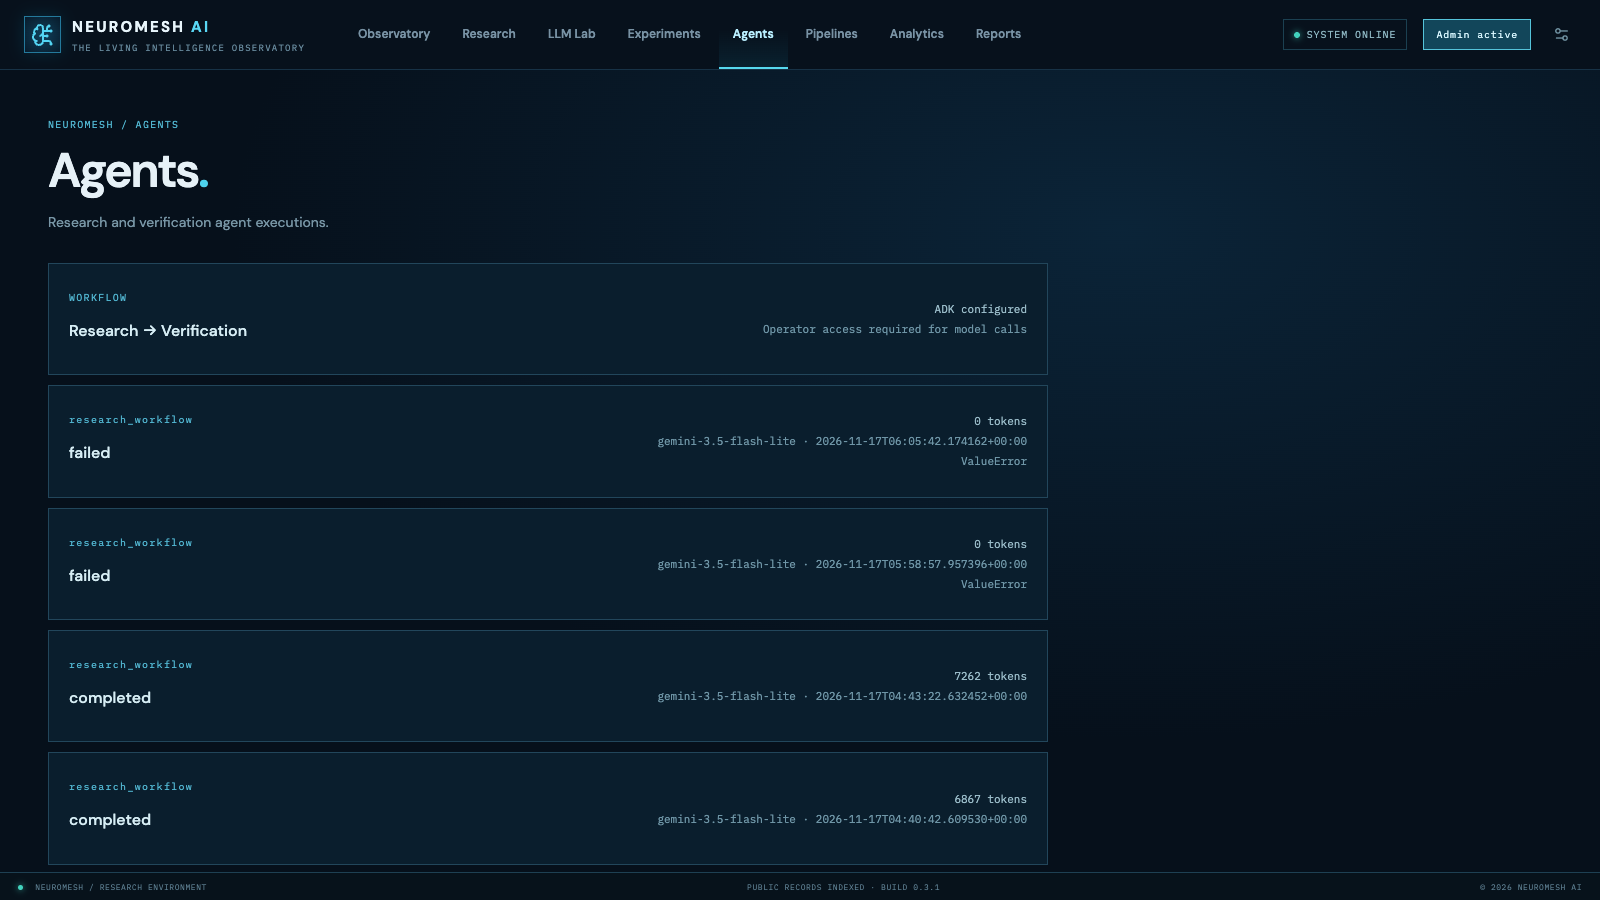 NEUROMESH AI
THE LIVING INTELLIGENCE OBSERVATORY
Observatory
Research
LLM Lab
Experiments
Agents
Pipelines
Analytics
Reports
SYSTEM ONLINE
Admin active
NEUROMESH / AGENTS
Agents.
Research and verification agent executions.
WORKFLOW
Research → Verification
ADK configured
Operator access required for model calls
research_workflow
failed
0 tokens
gemini-3.5-flash-lite · 2026-11-17T06:05:42.174162+00:00
ValueError
research_workflow
failed
0 tokens
gemini-3.5-flash-lite · 2026-11-17T05:58:57.957396+00:00
ValueError
research_workflow
completed
7262 tokens
gemini-3.5-flash-lite · 2026-11-17T04:43:22.632452+00:00
research_workflow
completed
6867 tokens
gemini-3.5-flash-lite · 2026-11-17T04:40:42.609530+00:00
NEUROMESH / RESEARCH ENVIRONMENT
PUBLIC RECORDS INDEXED · BUILD 0.3.1
© 2026 NEUROMESH AI